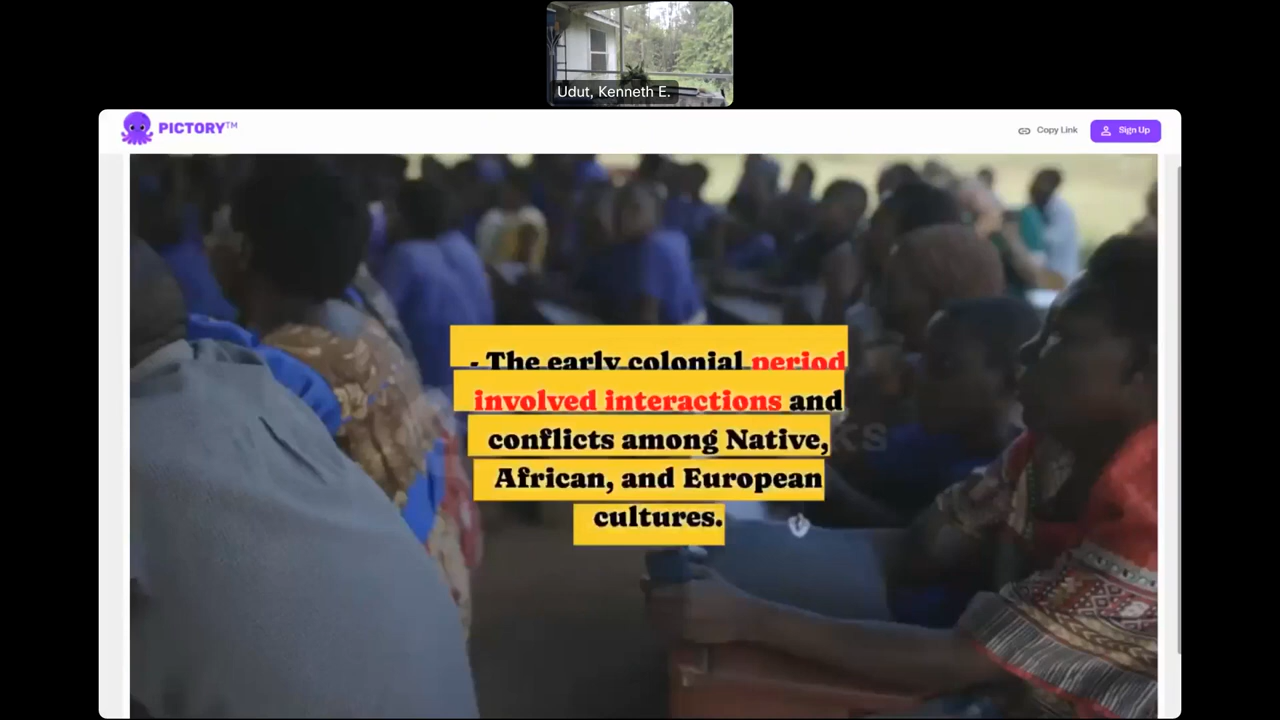 Udut, Kenneth E.
PICTORY™
Copy Link
Sign Up
- The early colonial period
involved interactions and
conflicts among Native,
African, and European
cultures.